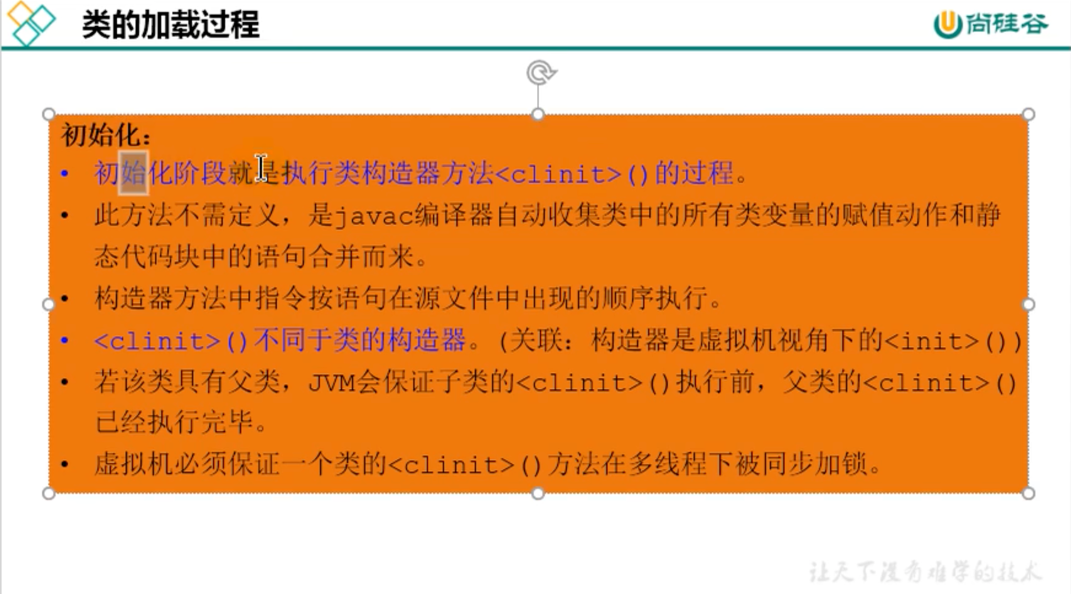 类的加载过程
尚硅谷
初始化：
• 初始化阶段就是执行类构造器方法<clinit>()的过程。
• 此方法不需定义，是javac编译器自动收集类中的所有类变量的赋值动作和静
态代码块中的语句合并而来。
• 构造器方法中指令按语句在源文件中出现的顺序执行。
• <clinit>()不同于类的构造器。(关联：构造器是虚拟机视角下的<init>())
• 若该类具有父类，JVM会保证子类的<clinit>()执行前，父类的<clinit>()
已经执行完毕。
• 虚拟机必须保证一个类的<clinit>()方法在多线程下被同步加锁。
让天下没有难学的技术